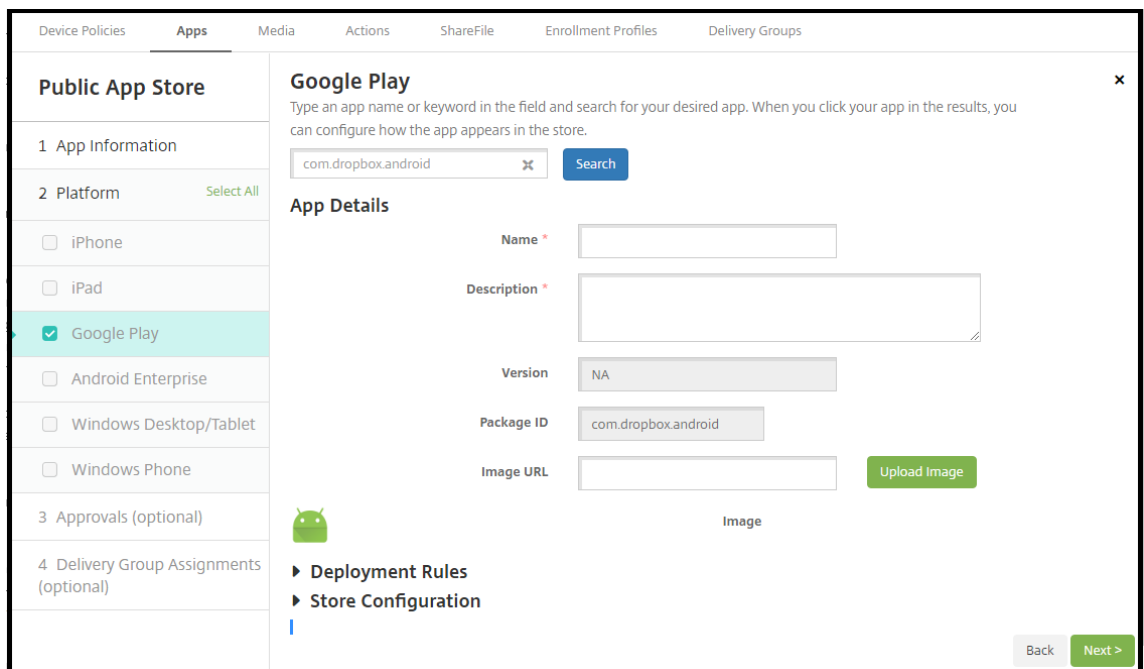 Device Policies Apps Media Actions ShareFile Enrollment Profiles Delivery Groups
Public App Store
1 App Information
2 Platform Select All
iPhone
iPad
Google Play
Android Enterprise
Windows Desktop/Tablet
Windows Phone
3 Approvals (optional)
4 Delivery Group Assignments
(optional)
Google Play
Type an app name or keyword in the field and search for your desired app. When you click your app in the results, you
can configure how the app appears in the store.
com.dropbox.android Search
App Details
Name *
Description *
Version NA
Package ID com.dropbox.android
Image URL Upload Image
Image
Deployment Rules
Store Configuration
Back Next >